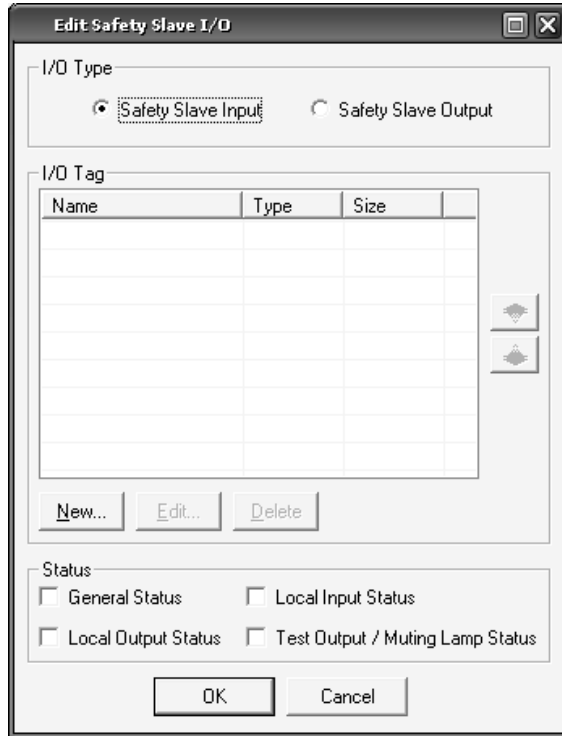 Edit Safety Slave I/O
I/O Type
Safety Slave Input Safety Slave Output
I/O Tag
Name Type Size
New... Edit... Delete
Status
General Status Local Input Status
Local Output Status Test Output / Muting Lamp Status
OK Cancel